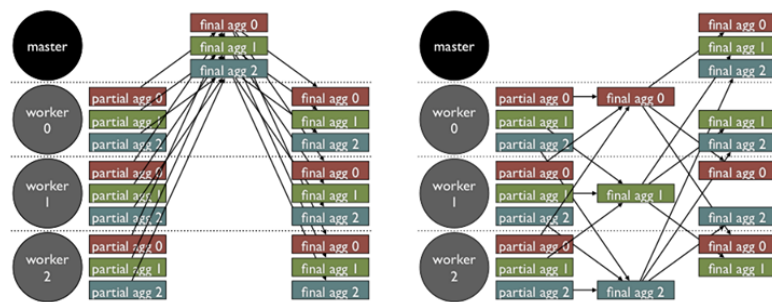 final agg 0
final agg 1
final agg 2
master
partial agg 0
partial agg 1
partial agg 2
worker
0
final agg 0
final agg 1
final agg 2
partial agg 0
partial agg 1
partial agg 2
worker
1
final agg 0
final agg 1
final agg 2
partial agg 0
partial agg 1
partial agg 2
worker
2
final agg 0
final agg 1
final agg 2
master
final agg 0
final agg 1
final agg 2
worker
0
partial agg 0
partial agg 1
partial agg 2
final agg 0
final agg 1
final agg 2
worker
1
partial agg 0
partial agg 1
partial agg 2
final agg 1
final agg 0
final agg 2
worker
2
partial agg 0
partial agg 1
partial agg 2
final agg 2
final agg 0
final agg 1